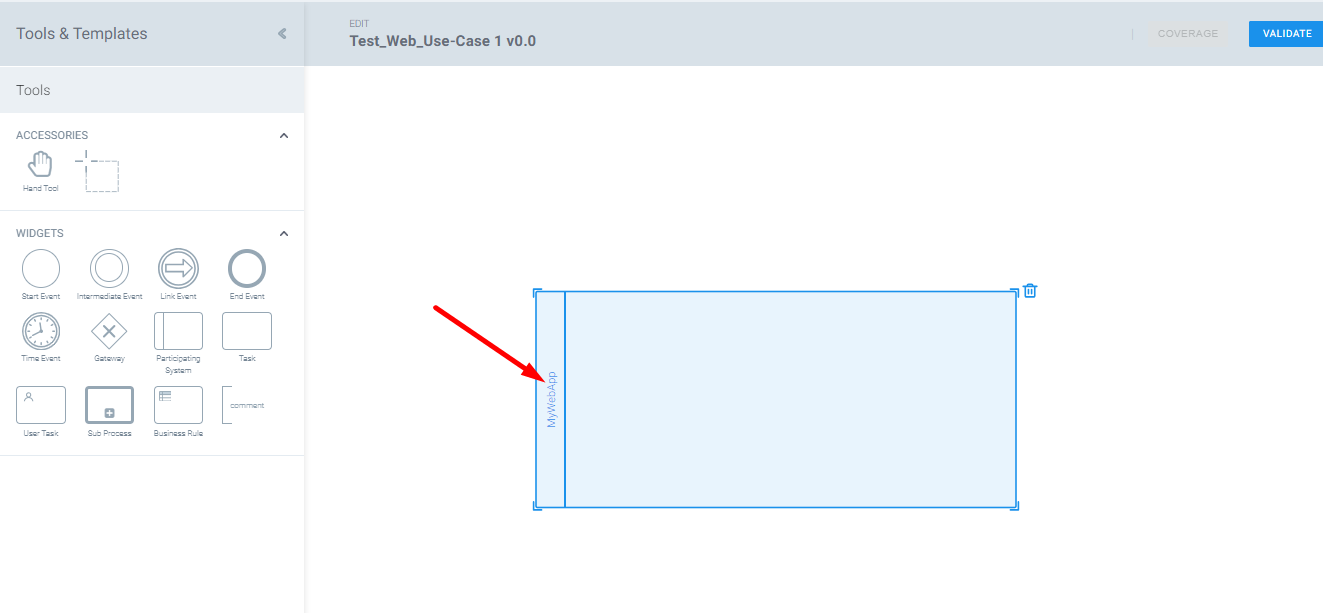 Tools & Templates
EDIT
Test_Web_Use-Case 1 v0.0
COVERAGE
VALIDATE
Tools
ACCESSORIES
Hand Tool
WIDGETS
Start Event
Intermediate Event
Link Event
End Event
Time Event
Gateway
Participating
System
Task
User Task
Sub Process
Business Rule
comment
MyWebApp